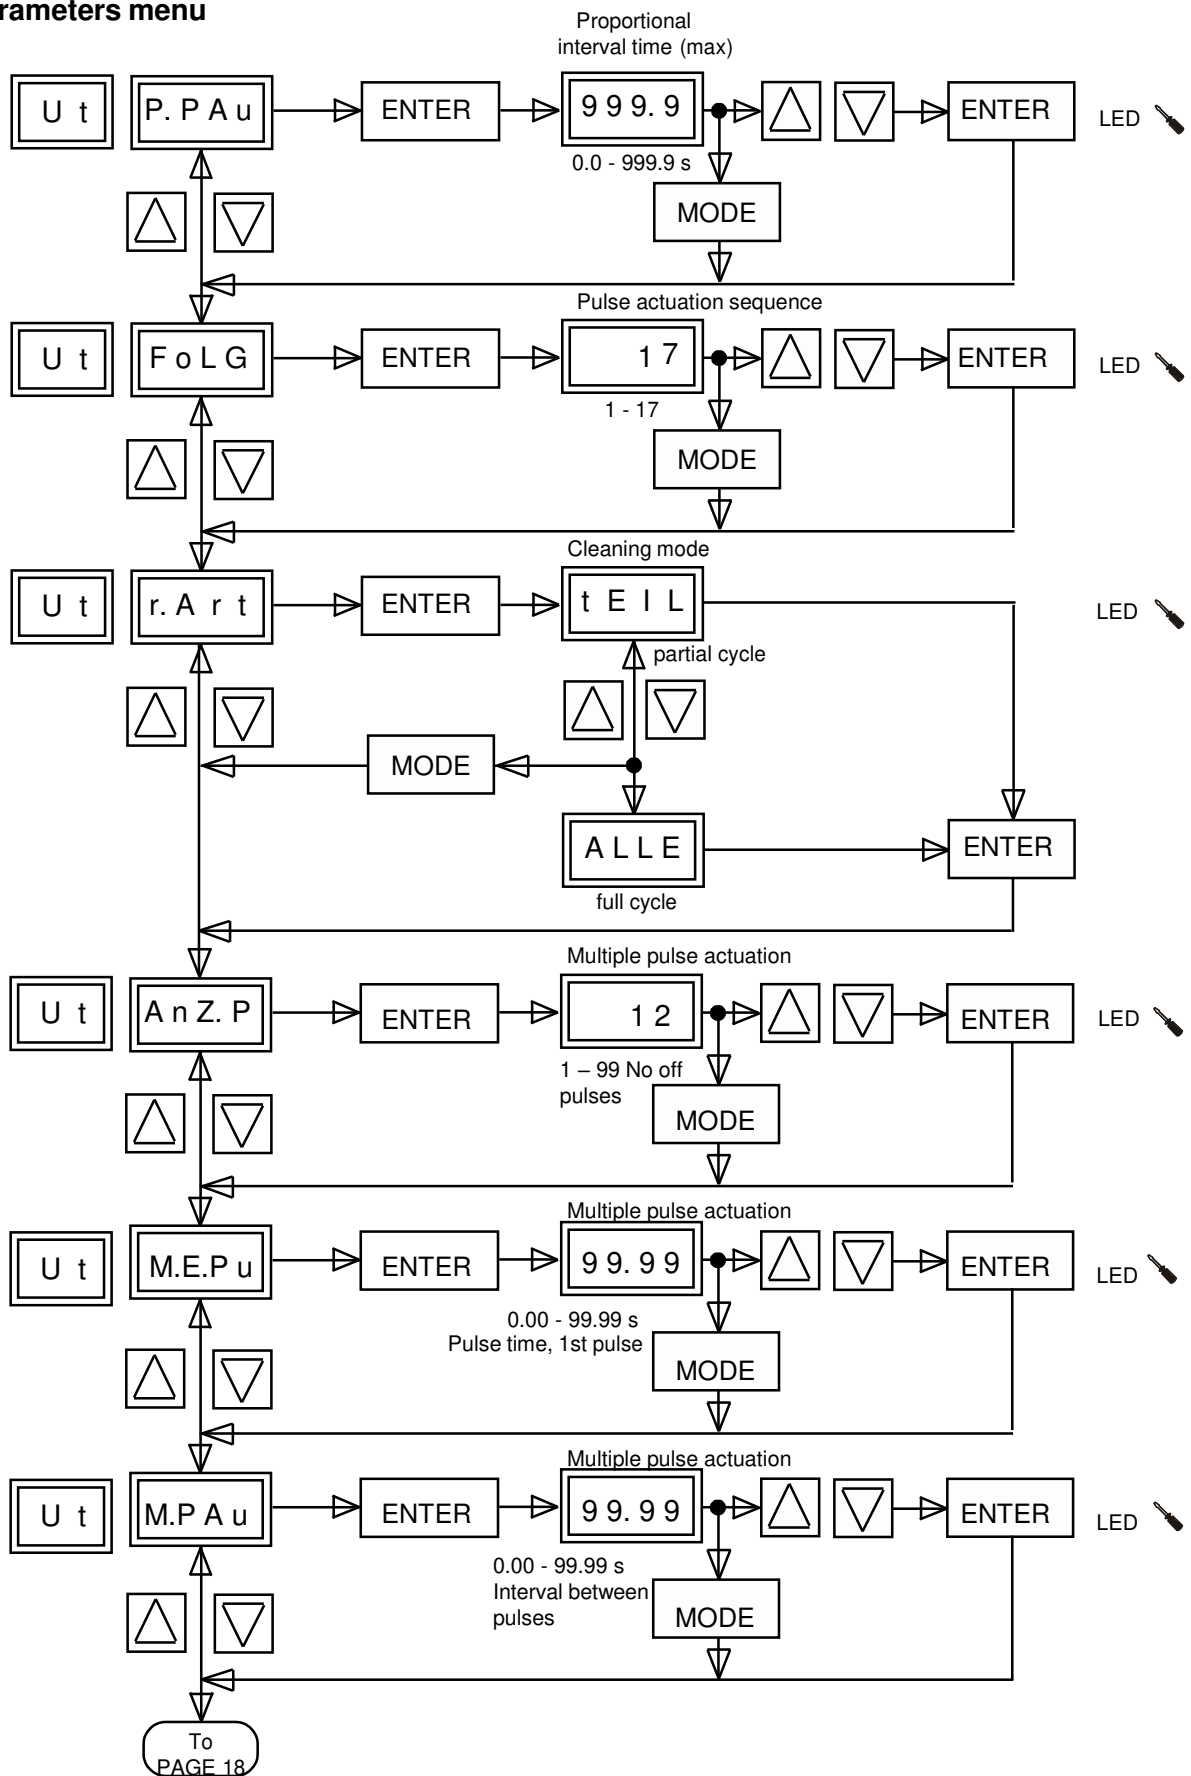 rameters menu
Proportional
interval time (max)
U t P. P A u ENTER 9 9 9. 9 ENTER LED
0.0 - 999.9 s
MODE
Pulse actuation sequence
U t F o L G ENTER 1 7 ENTER LED
1 - 17
MODE
Cleaning mode
U t r. A r t ENTER t E I L LED
partial cycle
MODE
A L L E ENTER
full cycle
Multiple pulse actuation
U t A n Z. P ENTER 1 2 ENTER LED
1 – 99 No off
pulses
MODE
Multiple pulse actuation
U t M.E.P u ENTER 9 9. 9 9 ENTER LED
0.00 - 99.99 s
Pulse time, 1st pulse
MODE
Multiple pulse actuation
U t M.P A u ENTER 9 9. 9 9 ENTER LED
0.00 - 99.99 s
Interval between
pulses
MODE
To
PAGE 18